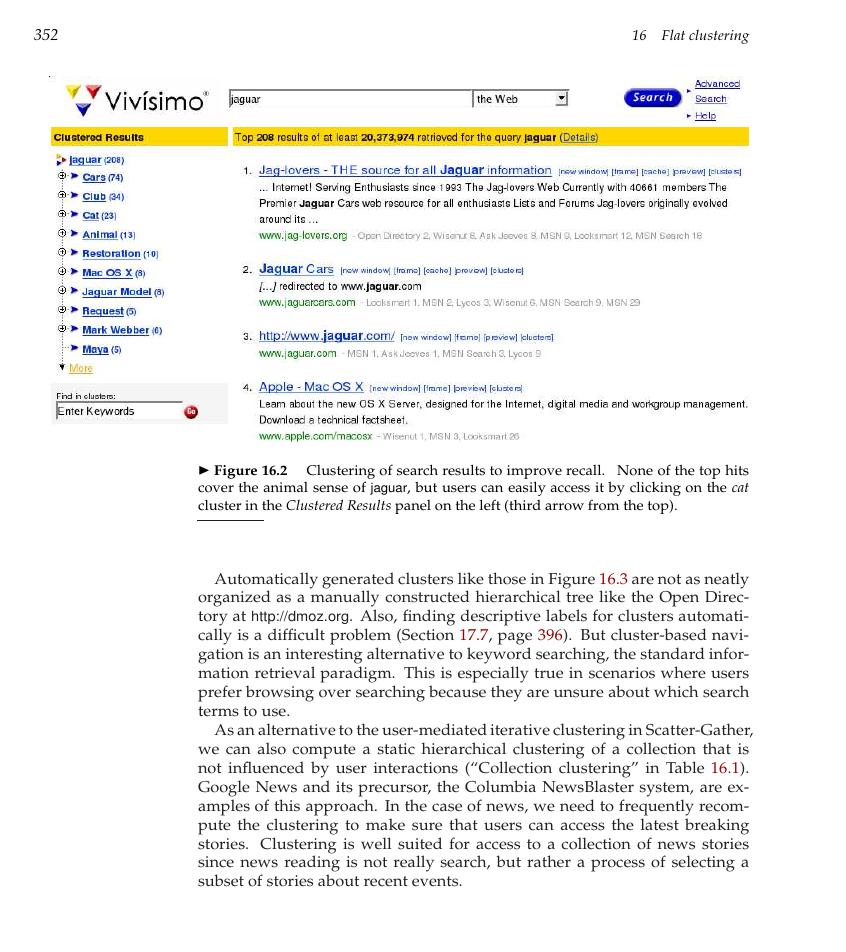 352
16 Flat clustering
Vivísimo®
jaguar
the Web
Search
Advanced
Search
Help
Clustered Results
jaguar (208)
Cars (74)
Club (34)
Cat (23)
Animal (13)
Restoration (10)
Mac OS X (8)
Jaguar Model (8)
Request (5)
Mark Webber (6)
Maya (5)
More
Find in clusters:
Enter Keywords
Go
Top 208 results of at least 20,373,974 retrieved for the query jaguar (Details)
1. Jag-lovers - THE source for all Jaguar information [new window] [frame] [cache] [preview] [clusters]
... Internet! Serving Enthusiasts since 1993 The Jag-lovers Web Currently with 40661 members The
Premier Jaguar Cars web resource for all enthusiasts Lists and Forums Jag-lovers originally evolved
around its ...
www.jag-lovers.org - Open Directory 2, Wisenut 8, Ask Jeeves 8, MSN 9, Looksmart 12, MSN Search 18
2. Jaguar Cars [new window] [frame] [cache] [preview] [clusters]
[...] redirected to www.jaguar.com
www.jaguarcars.com - Looksmart 1, MSN 2, Lycos 3, Wisenut 6, MSN Search 9, MSN 29
3. http://www.jaguar.com/ [new window] [frame] [preview] [clusters]
www.jaguar.com - MSN 1, Ask Jeeves 1, MSN Search 3, Lycos 9
4. Apple - Mac OS X [new window] [frame] [preview] [clusters]
Learn about the new OS X Server, designed for the Internet, digital media and workgroup management.
Download a technical factsheet.
www.apple.com/macosx - Wisenut 1, MSN 3, Looksmart 26
► Figure 16.2 Clustering of search results to improve recall. None of the top hits
cover the animal sense of jaguar, but users can easily access it by clicking on the cat
cluster in the Clustered Results panel on the left (third arrow from the top).
Automatically generated clusters like those in Figure 16.3 are not as neatly
organized as a manually constructed hierarchical tree like the Open Direc-
tory at http://dmoz.org. Also, finding descriptive labels for clusters automati-
cally is a difficult problem (Section 17.7, page 396). But cluster-based navi-
gation is an interesting alternative to keyword searching, the standard infor-
mation retrieval paradigm. This is especially true in scenarios where users
prefer browsing over searching because they are unsure about which search
terms to use.
As an alternative to the user-mediated iterative clustering in Scatter-Gather,
we can also compute a static hierarchical clustering of a collection that is
not influenced by user interactions (“Collection clustering” in Table 16.1).
Google News and its precursor, the Columbia NewsBlaster system, are ex-
amples of this approach. In the case of news, we need to frequently recom-
pute the clustering to make sure that users can access the latest breaking
stories. Clustering is well suited for access to a collection of news stories
since news reading is not really search, but rather a process of selecting a
subset of stories about recent events.